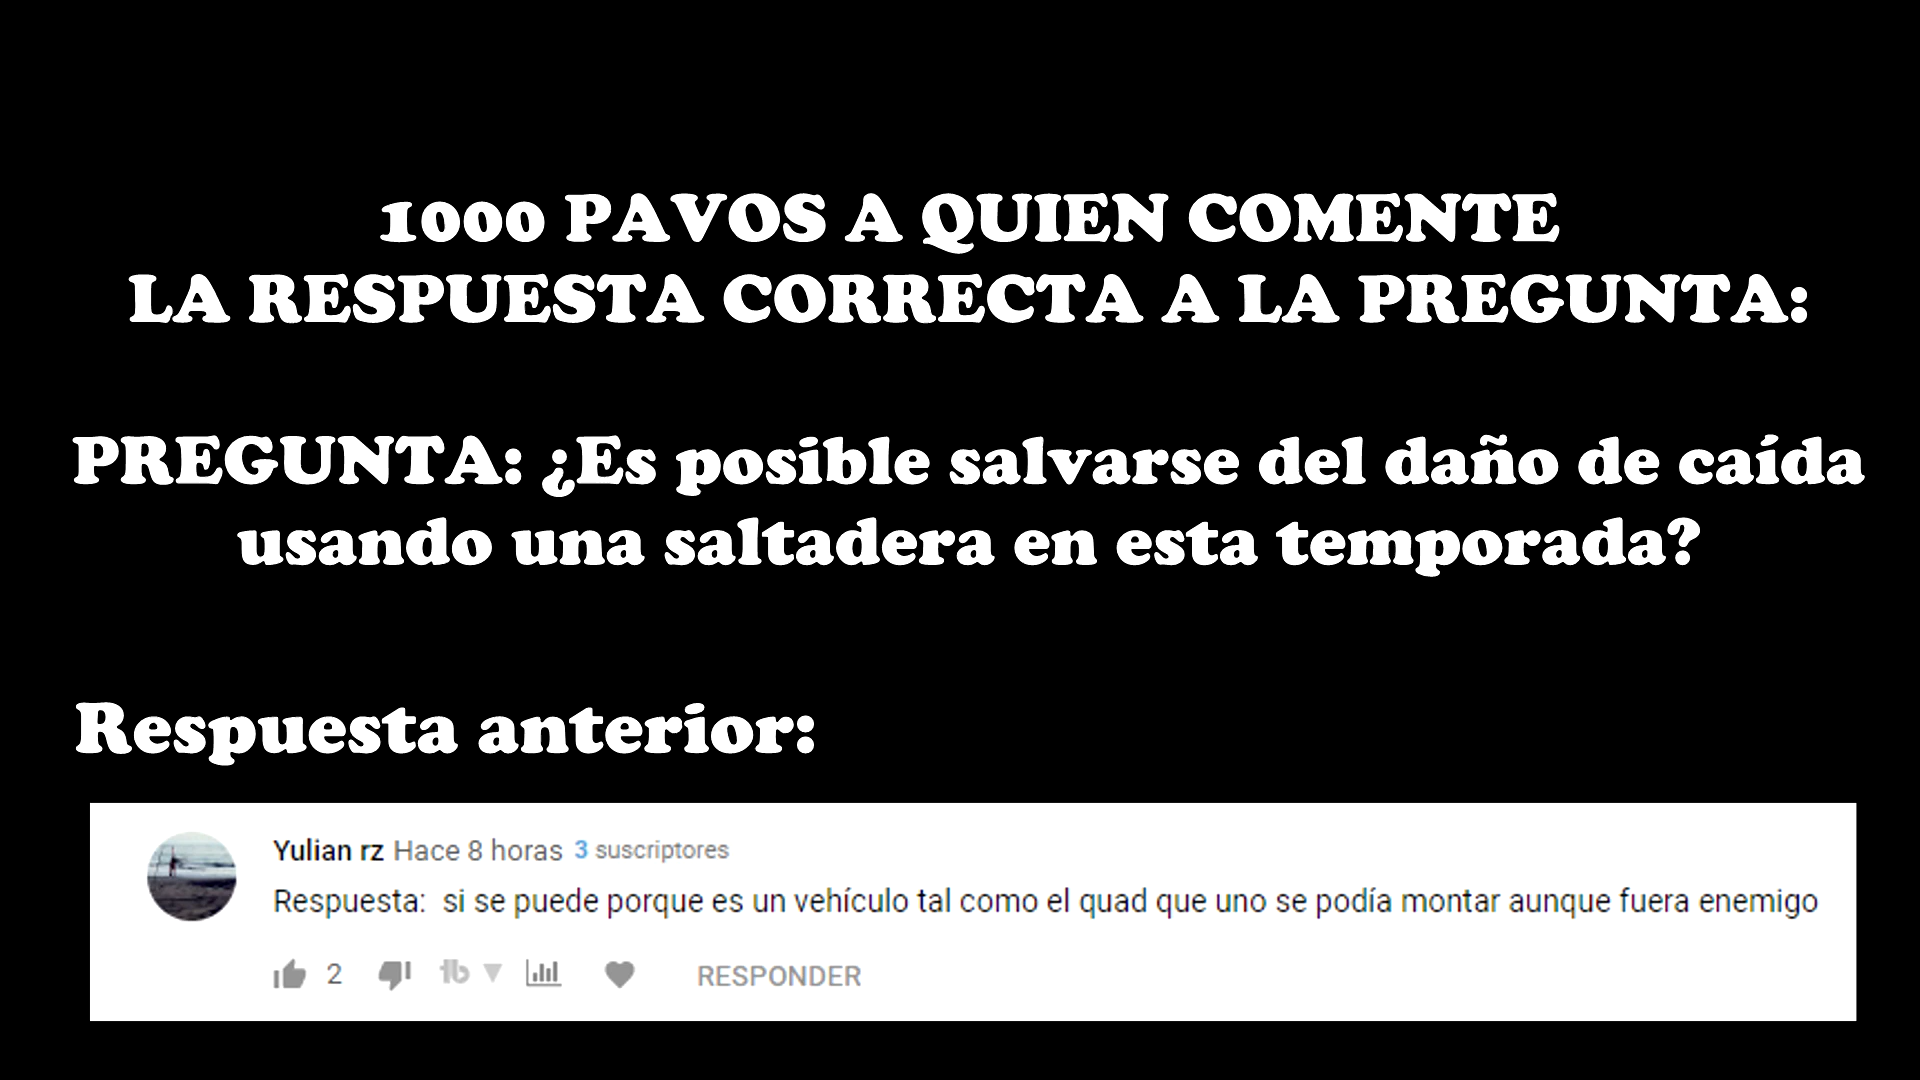 1000 PAVOS A QUIEN COMENTE
LA RESPUESTA CORRECTA A LA PREGUNTA:
PREGUNTA: ¿Es posible salvarse del daño de caída
usando una saltadera en esta temporada?
Respuesta anterior:
Yulian rz Hace 8 horas 3 suscriptores
Respuesta: si se puede porque es un vehículo tal como el quad que uno se podía montar aunque fuera enemigo
2 tb RESPONDER